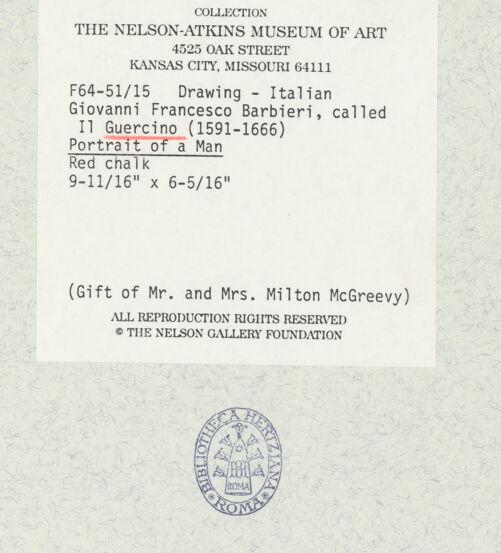 COLLECTION
THE NELSON-ATKINS MUSEUM OF ART
4525 OAK STREET
KANSAS CITY, MISSOURI 64111
F64-51/15 Drawing - Italian
Giovanni Francesco Barbieri, called
Il Guercino (1591-1666)
Portrait of a Man
Red chalk
9-11/16" x 6-5/16"
(Gift of Mr. and Mrs. Milton McGreevy)
ALL REPRODUCTION RIGHTS RESERVED
© THE NELSON GALLERY FOUNDATION
BIBLIOTHECA HERTZIANA
ROMA
ROMA